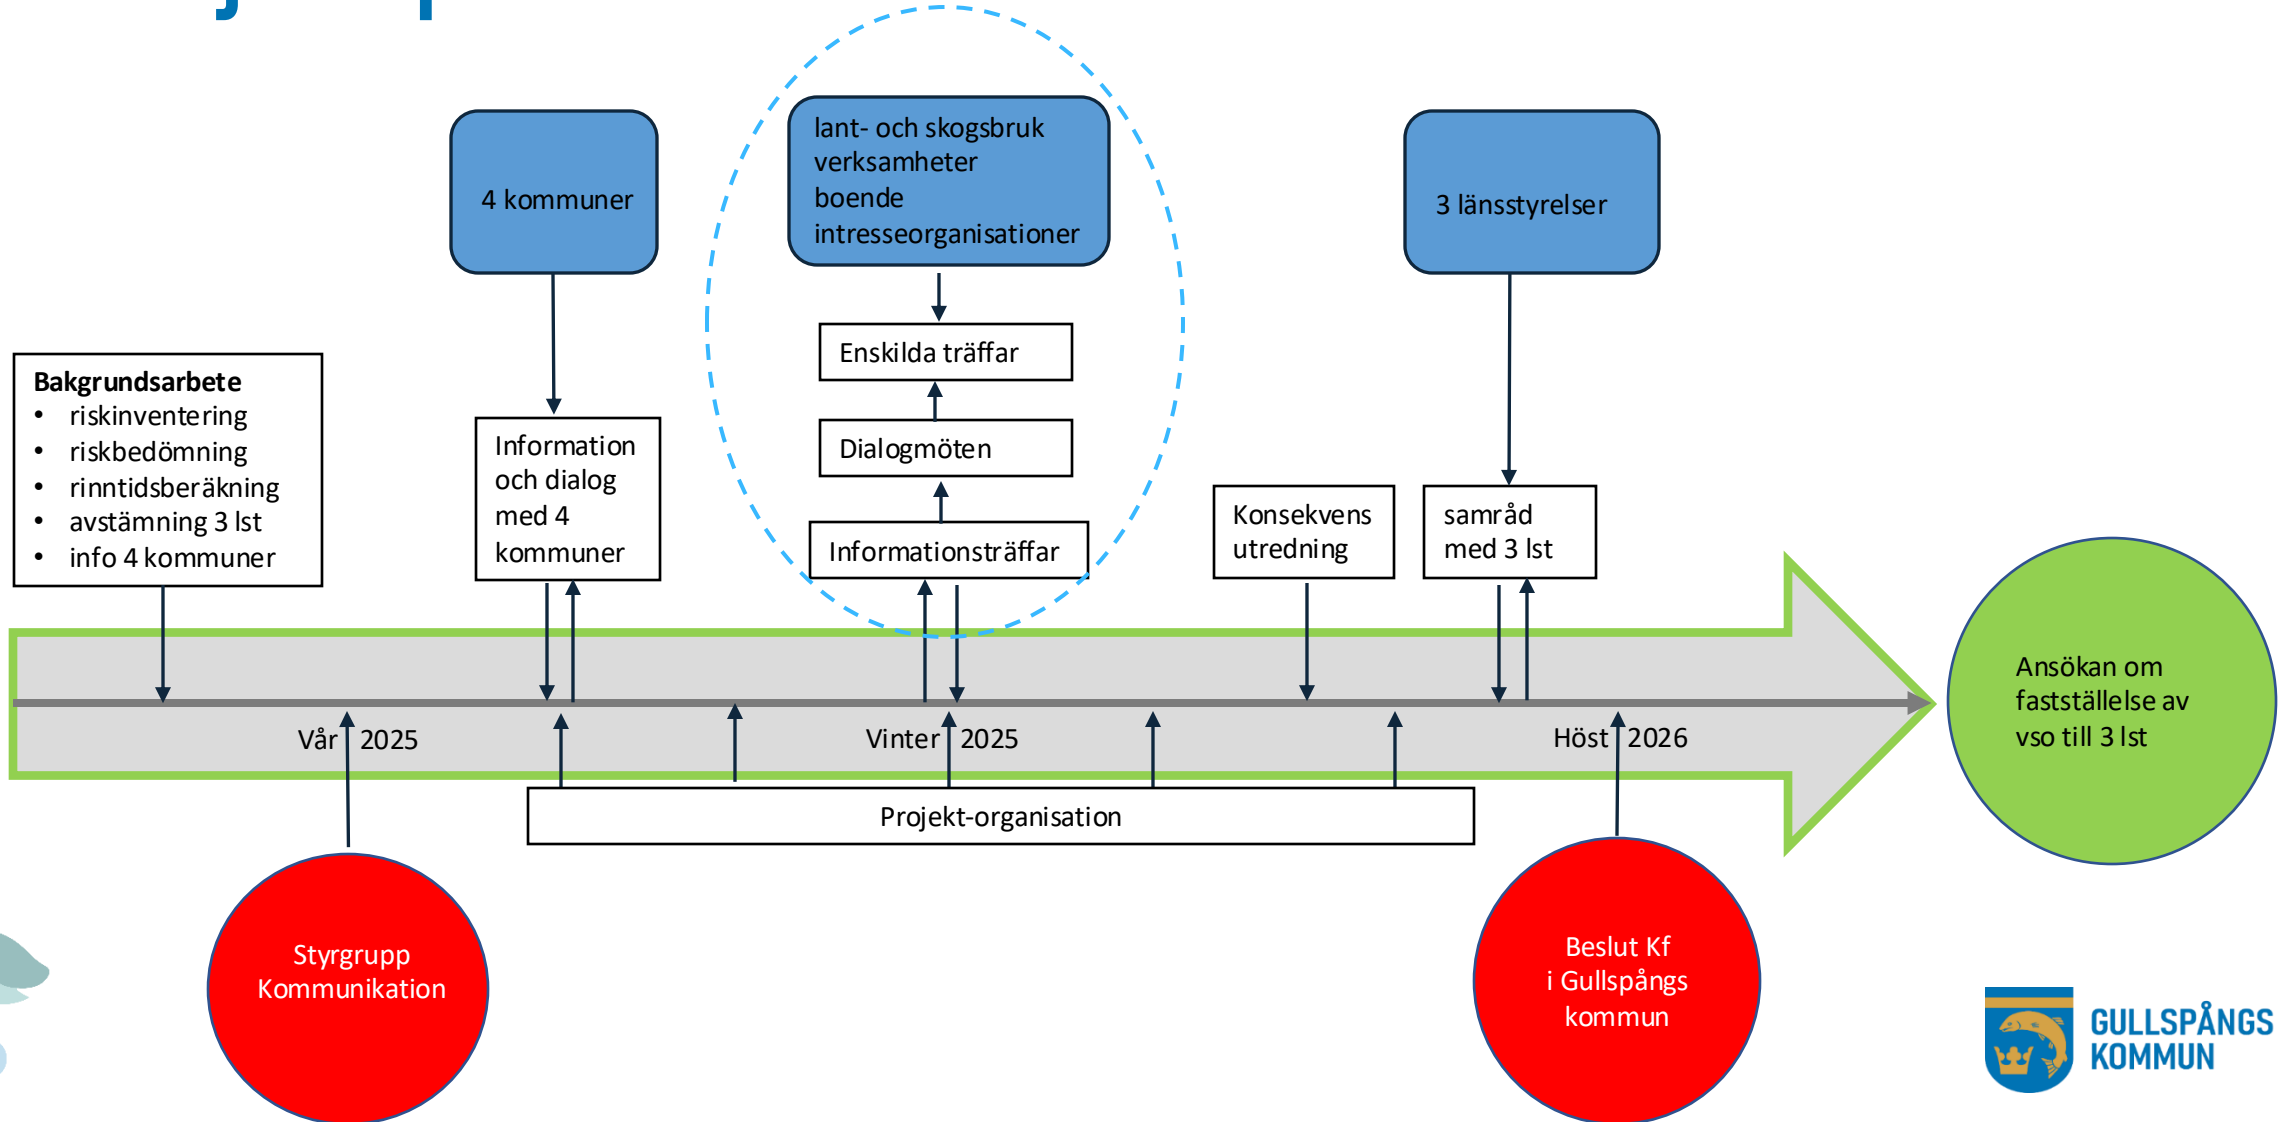 4 kommuner
lant- och skogsbruk
verksamheter
boende
intresseorganisationer
3 länsstyrelser
Enskilda träffar
Dialogmöten
Informationsträffar
Bakgrundsarbete
• riskinventering
• riskbedömning
• rinntidsberäkning
• avstämning 3 lst
• info 4 kommuner
Information
och dialog
med 4
kommuner
Konsekvens
utredning
samråd
med 3 lst
Vår 2025
Vinter 2025
Höst 2026
Ansökan om
fastställelse av
vso till 3 lst
Projekt-organisation
Styrgrupp
Kommunikation
Beslut Kf
i Gullspångs
kommun
GULLSPÅNGS
KOMMUN